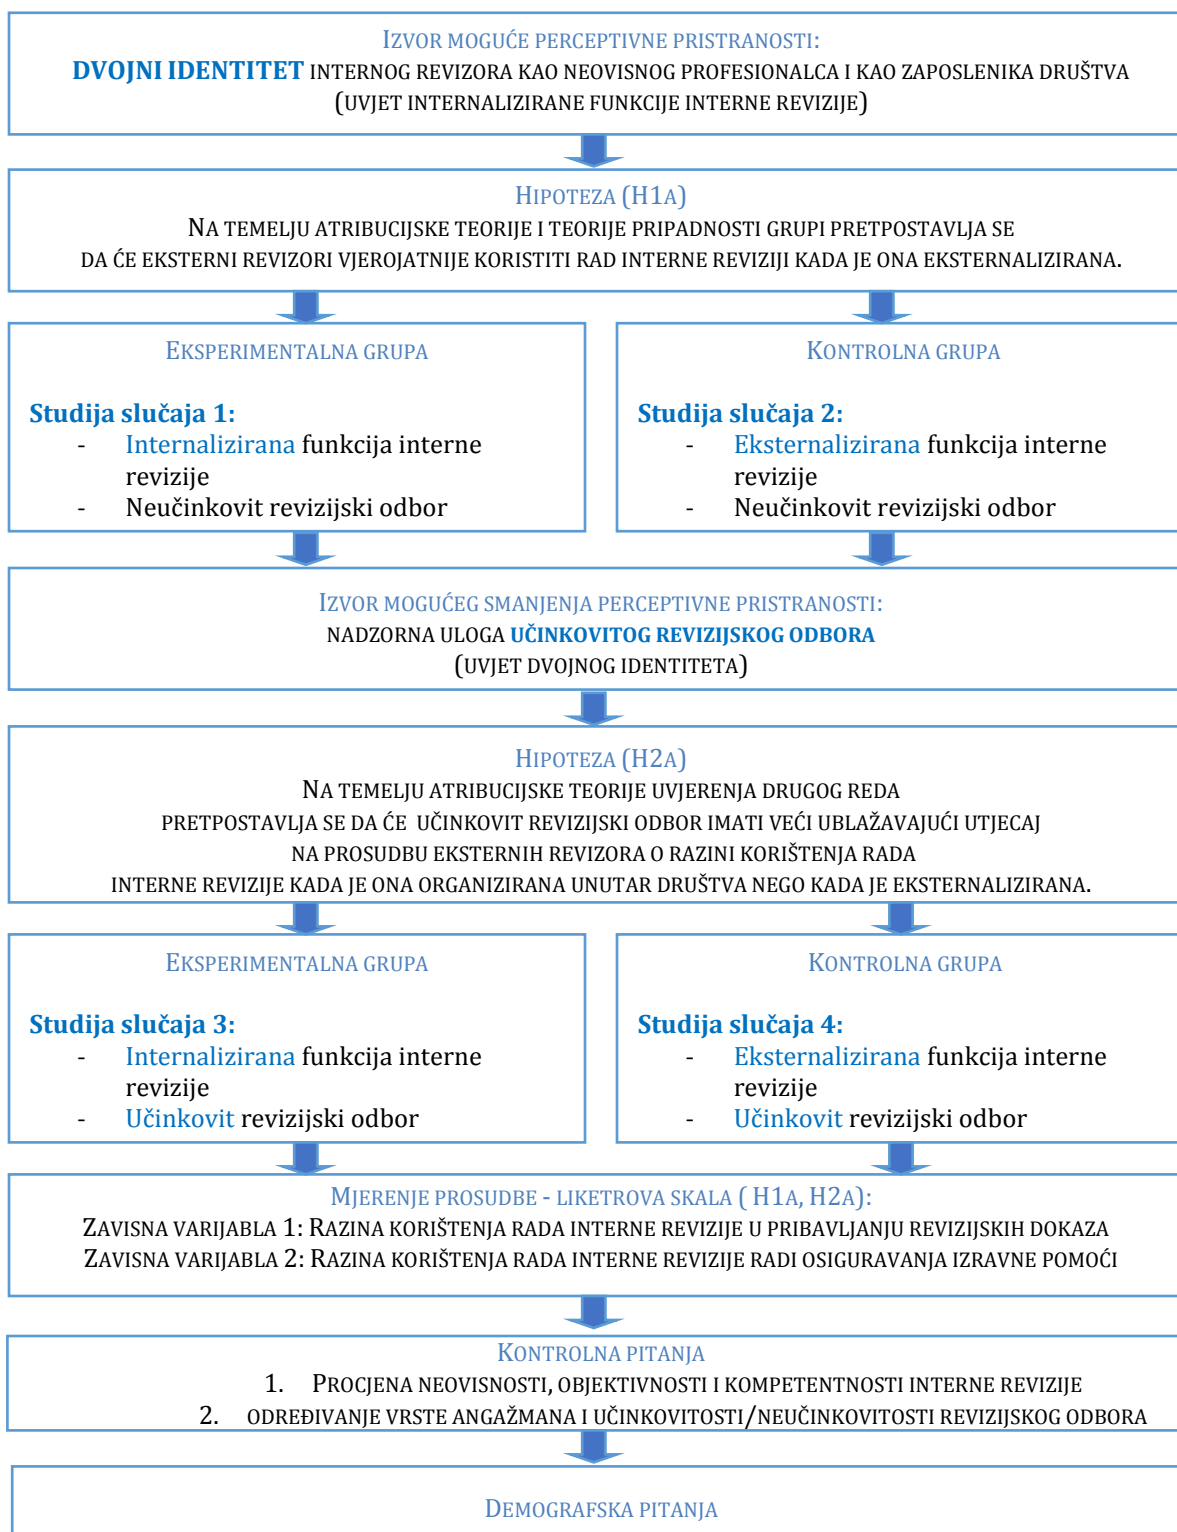 IZVOR MOGUĆE PERCEPTIVNE PRISTRANOSTI:
DVOJNI IDENTITET INTERNOG REVIZORA KAO NEOVISNOG PROFESIONALCA I KAO ZAPOSLENIKA DRUŠTVA
(UVJET INTERNALIZIRANE FUNKCIJE INTERNE REVIZIJE)
HIPOTEZA (H1A)
NA TEMELJU ATRIBUCIJSKE TEORIJE I TEORIJE PRIPADNOSTI GRUPI PRETPOSTAVLJA SE
DA ĆE EKSTERNI REVIZORI VJEROJATNIJE KORISTITI RAD INTERNE REVIZIJI KADA JE ONA EKSTERNALIZIRANA.
EKSPERIMENTALNA GRUPA
Studija slučaja 1:
- Internalizirana funkcija interne
revizije
- Neučinkovit revizijski odbor
KONTROLNA GRUPA
Studija slučaja 2:
- Eksternalizirana funkcija interne
revizije
- Neučinkovit revizijski odbor
IZVOR MOGUĆEG SMANJENJA PERCEPTIVNE PRISTRANOSTI:
NADZORNA ULOGA UČINKOVITOG REVIZIJSKOG ODBORA
(UVJET DVOJNOG IDENTITETA)
HIPOTEZA (H2A)
NA TEMELJU ATRIBUCIJSKE TEORIJE UVJERENJA DRUGOG REDA
PRETPOSTAVLJA SE DA ĆE UČINKOVIT REVIZIJSKI ODBOR IMATI VEĆI UBLAŽAVAJUĆI UTJECAJ
NA PROSUDBU EKSTERNIH REVIZORA O RAZINI KORIŠTENJA RADA
INTERNE REVIZIJE KADA JE ONA ORGANIZIRANA UNUTAR DRUŠTVA NEGO KADA JE EKSTERNALIZIRANA.
EKSPERIMENTALNA GRUPA
Studija slučaja 3:
- Internalizirana funkcija interne
revizije
- Učinkovit revizijski odbor
KONTROLNA GRUPA
Studija slučaja 4:
- Eksternalizirana funkcija interne
revizije
- Učinkovit revizijski odbor
MJERENJE PROSUDBE - LIKETROVA SKALA ( H1A, H2A):
ZAVISNA VARIJABLA 1: RAZINA KORIŠTENJA RADA INTERNE REVIZIJE U PRIBAVLJANJU REVIZIJSKIH DOKAZA
ZAVISNA VARIJABLA 2: RAZINA KORIŠTENJA RADA INTERNE REVIZIJE RADI OSIGURAVANJA IZRAVNE POMOĆI
KONTROLNA PITANJA
1. PROCJENA NEOVISNOSTI, OBJEKTIVNOSTI I KOMPETENTNOSTI INTERNE REVIZIJE
2. ODREĐIVANJE VRSTE ANGAŽMANA I UČINKOVITOSTI/NEUČINKOVITOSTI REVIZIJSKOG ODBORA
DEMOGRAFSKA PITANJA